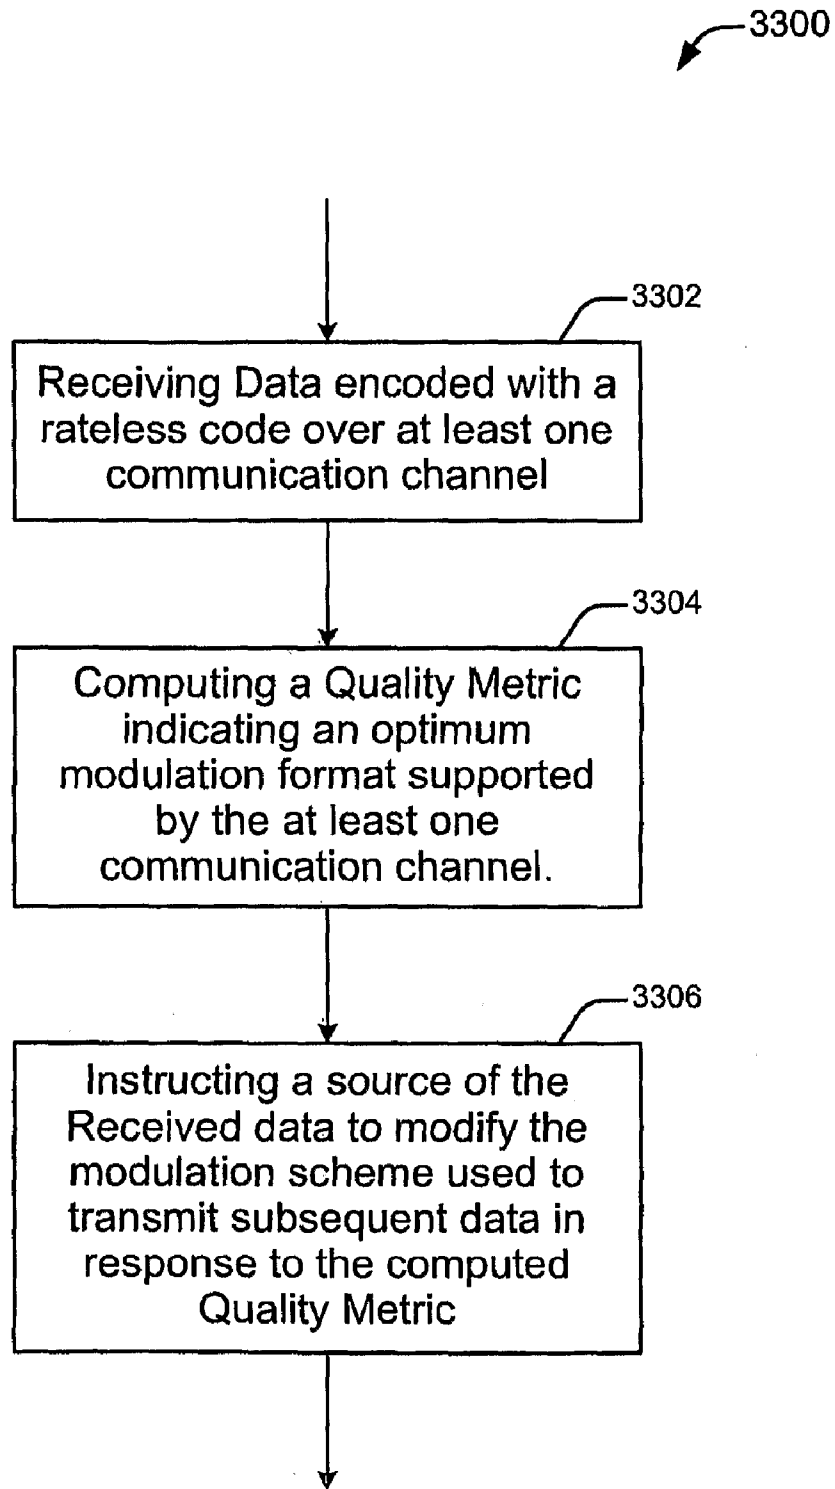 3300
3302
Receiving Data encoded with a
rateless code over at least one
communication channel
3304
Computing a Quality Metric
indicating an optimum
modulation format supported
by the at least one
communication channel.
3306
Instructing a source of the
Received data to modify the
modulation scheme used to
transmit subsequent data in
response to the computed
Quality Metric